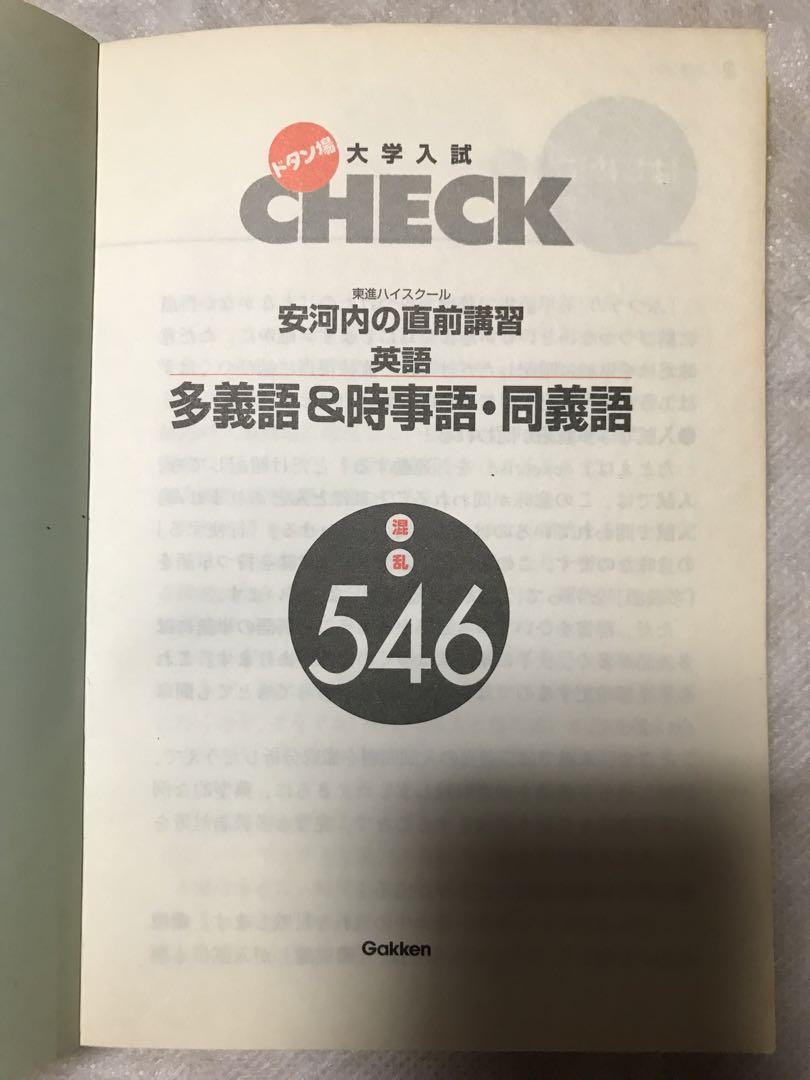 ドタン場
大学入試
CHECK
東進ハイスクール
安河内の直前講習
英語
多義語&時事語・同義語
混
乱
546
Gakken